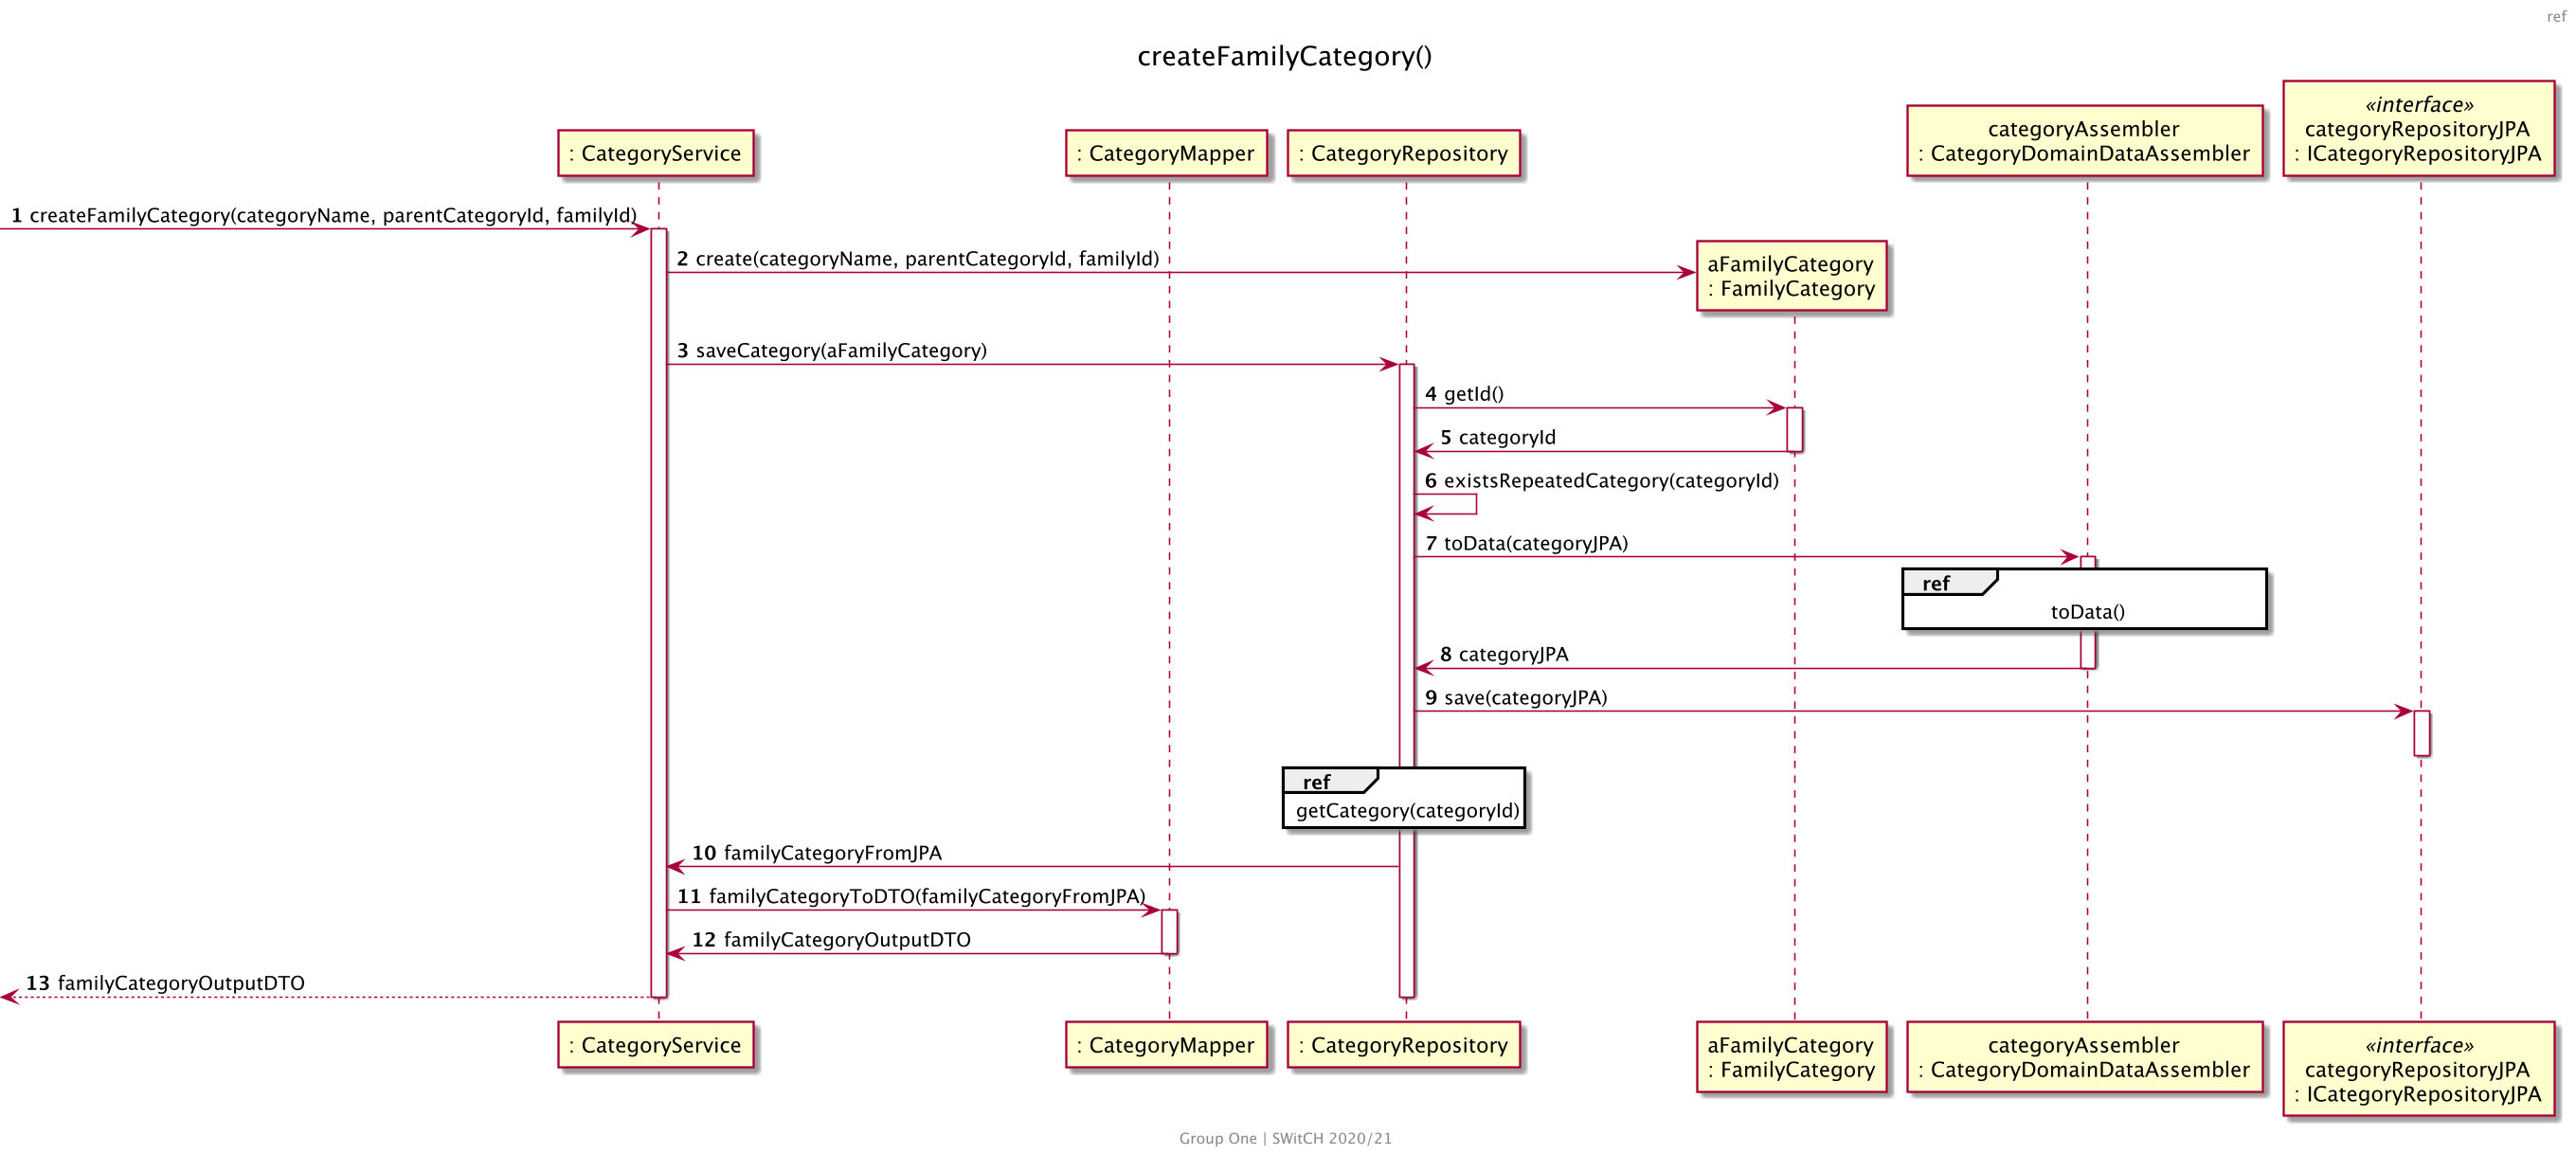 ref
createFamilyCategory()
«interface»
categoryRepositoryJPA
: ICategoryRepositoryJPA
categoryAssembler
: CategoryDomainDataAssembler
: CategoryService
: CategoryMapper
: CategoryRepository
1 createFamilyCategory(categoryName, parentCategoryId, familyId)
2 create(categoryName, parentCategoryId, familyId)
aFamilyCategory
: FamilyCategory
3 saveCategory(aFamilyCategory)
4 getId()
5 categoryId
6 existsRepeatedCategory(categoryId)
7 toData(categoryJPA)
ref
toData()
8 categoryJPA
9 save(categoryJPA)
ref
getCategory(categoryId)
10 familyCategoryFromJPA
11 familyCategoryToDTO(familyCategoryFromJPA)
12 familyCategoryOutputDTO
13 familyCategoryOutputDTO
: CategoryService
: CategoryMapper
: CategoryRepository
aFamilyCategory
: FamilyCategory
categoryAssembler
: CategoryDomainDataAssembler
«interface»
categoryRepositoryJPA
: ICategoryRepositoryJPA
Group One | SWitCH 2020/21